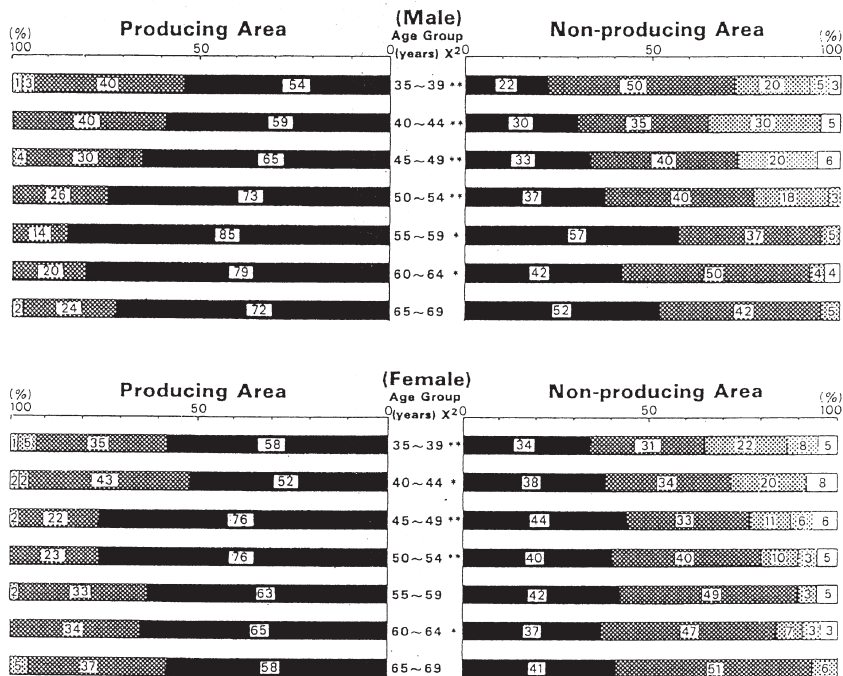 (Male)
Producing Area Age Group Non-producing Area
(%) (years) X² (%)
100 50 0 0 50 100
1 3 40 54 35~39 ** 22 50 20 5 3
40 59 40~44 ** 30 35 30 5
4 30 65 45~49 ** 33 40 20 6
26 73 50~54 ** 37 40 18 3
14 85 55~59 * 57 37 5
20 79 60~64 * 42 50 4 4
2 24 72 65~69 52 42 5
(Female)
Producing Area Age Group Non-producing Area
(%) (years) X² (%)
100 50 0 0 50 100
1 5 35 58 35~39 ** 34 31 22 8 5
2 2 43 52 40~44 * 38 34 20 8
2 22 76 45~49 ** 44 33 11 6 6
23 76 50~54 ** 40 40 10 3 5
2 33 63 55~59 42 49 3 5
34 65 60~64 * 37 47 7 3 3
5 37 58 65~69 41 51 6